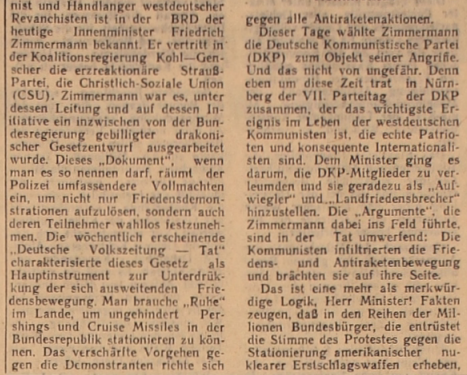 nist und Handlanger westdeutscher
Revanchisten ist in der BRD der
heutige Innenminister Friedrich
Zimmermann bekannt. Er vertritt in
der Koalitionsregierung Kohl—Gen-
scher die erzreaktionäre Strauß-
Partei, die Christlich-Soziale Union
(CSU). Zimmermann war es, unter
dessen Leitung und auf dessen In-
itiative ein inzwischen von der Bun-
desregierung gebilligter drakoni-
scher Gesetzentwurf ausgearbeitet
wurde. Dieses „Dokument“, wenn
man es so nennen darf, räumt der
Polizei umfassendere Vollmachten
ein, um nicht nur Friedensdemon-
strationen aufzulösen, sondern auch
deren Teilnehmer wahllos festzuneh-
men. Die wöchentlich erscheinende
„Deutsche Volkszeitung — Tat“
charakterisierte dieses Gesetz als
Hauptinstrument zur Unterdrük-
kung der sich ausweitenden Frie-
densbewegung. Man brauche „Ruhe“
im Lande, um ungehindert Per-
shings und Cruise Missiles in der
Bundesrepublik stationieren zu kön-
nen. Das verschärfte Vorgehen ge-
gen die Demonstranten richte sich
gegen alle Antiraketenaktionen.
Dieser Tage wählte Zimmermann
die Deutsche Kommunistische Partei
(DKP) zum Objekt seiner Angriffe.
Und das nicht von ungefähr. Denn
eben um diese Zeit trat in Nürn-
berg der VII. Parteitag der DKP
zusammen, der das wichtigste Er-
eignis im Leben der westdeutschen
Kommunisten ist, die echte Patrio-
ten und konsequente Internationali-
sten sind. Dem Minister ging es
darum, die DKP-Mitglieder zu ver-
leumden und sie geradezu als „Auf-
wiegler“ und „Landfriedensbrecher“
hinzustellen. Die „Argumente“, die
Zimmermann dabei ins Feld führte,
sind in der Tat umwerfend: Die
Kommunisten infiltrierten die Frie-
dens- und Antiraketenbewegung
und brächten sie auf ihre Seite.
Das ist eine mehr als merkwür-
dige Logik, Herr Minister! Fakten
zeugen, daß in den Reihen der Mil-
lionen Bundesbürger, die entrüstet
die Stimme des Protestes gegen die
Stationierung amerikanischer nu-
klearer Erstschlagswaffen erheben,